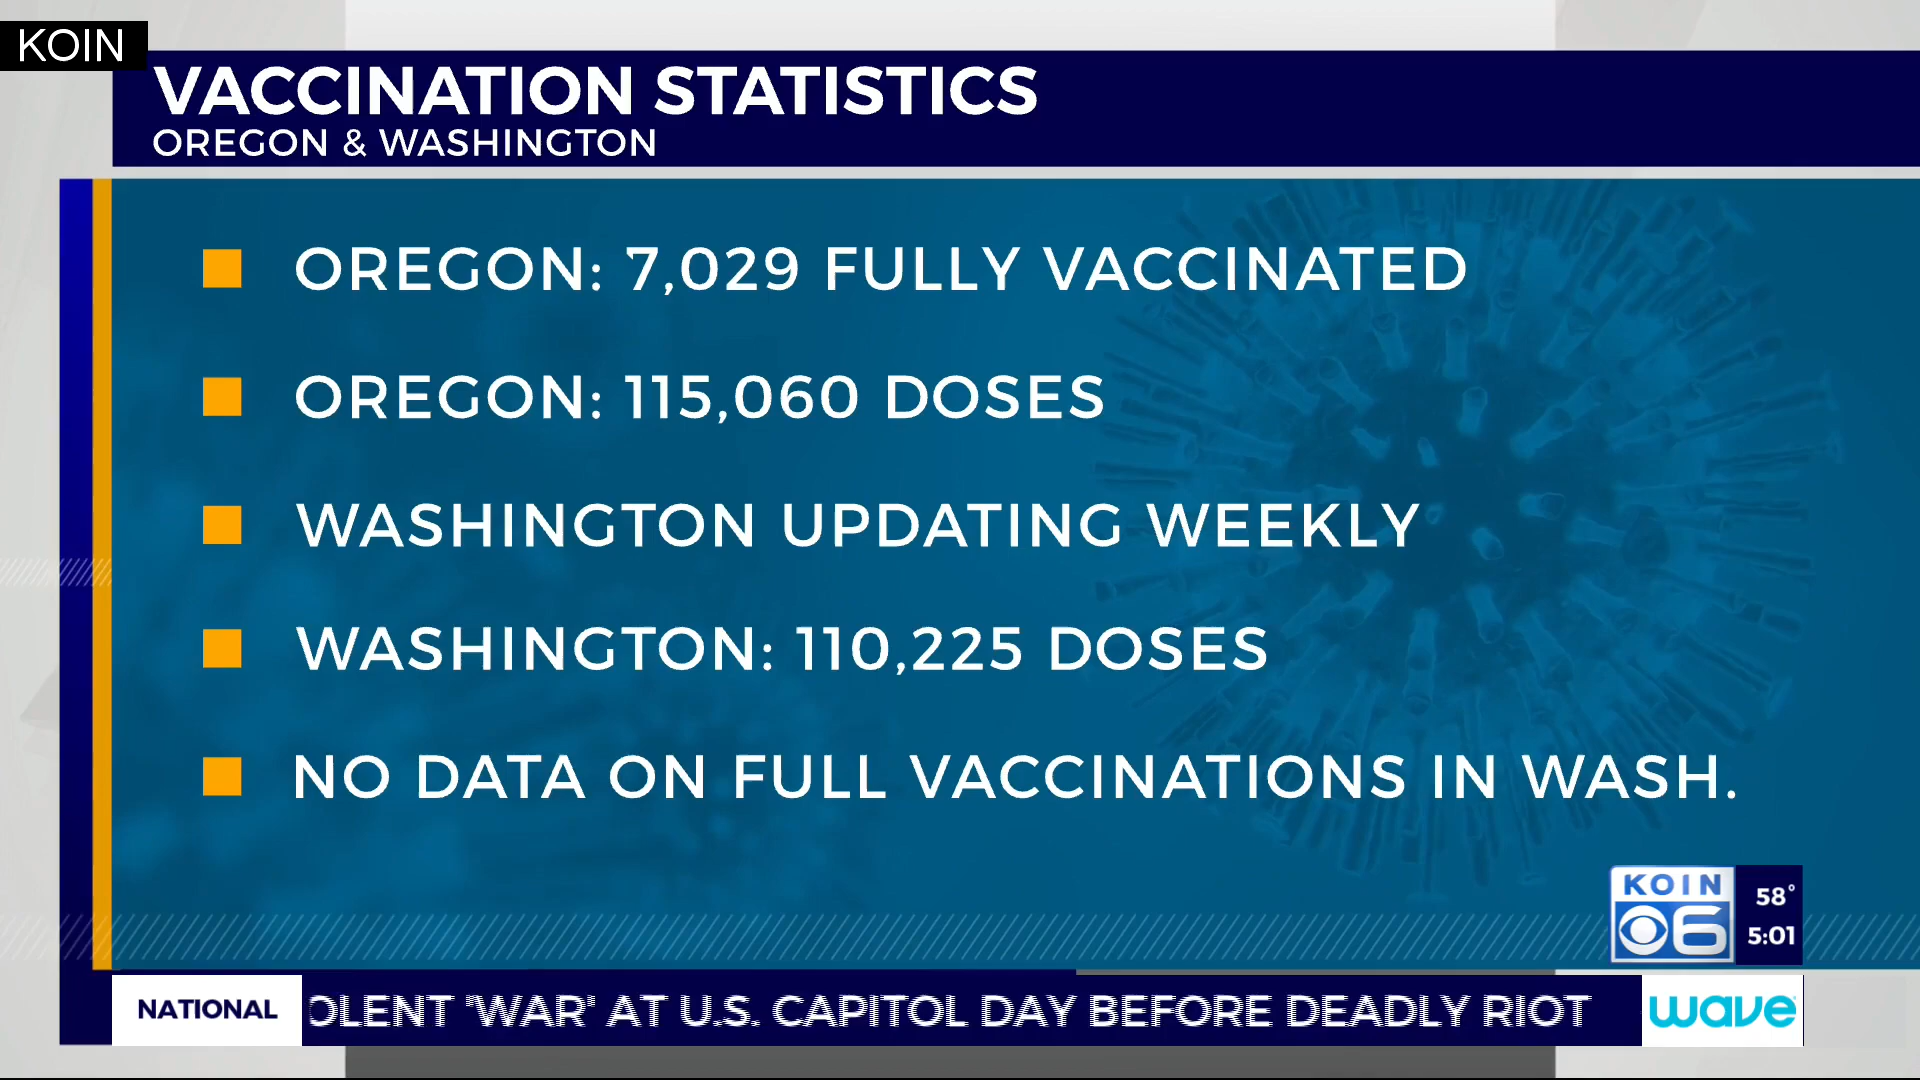 KOIN
VACCINATION STATISTICS
OREGON & WASHINGTON
OREGON: 7,029 FULLY VACCINATED
OREGON: 115,060 DOSES
WASHINGTON UPDATING WEEKLY
WASHINGTON: 110,225 DOSES
NO DATA ON FULL VACCINATIONS IN WASH.
KOIN
6
58°
5:01
NATIONAL
OLENT "WAR" AT U.S. CAPITOL DAY BEFORE DEADLY RIOT
wave